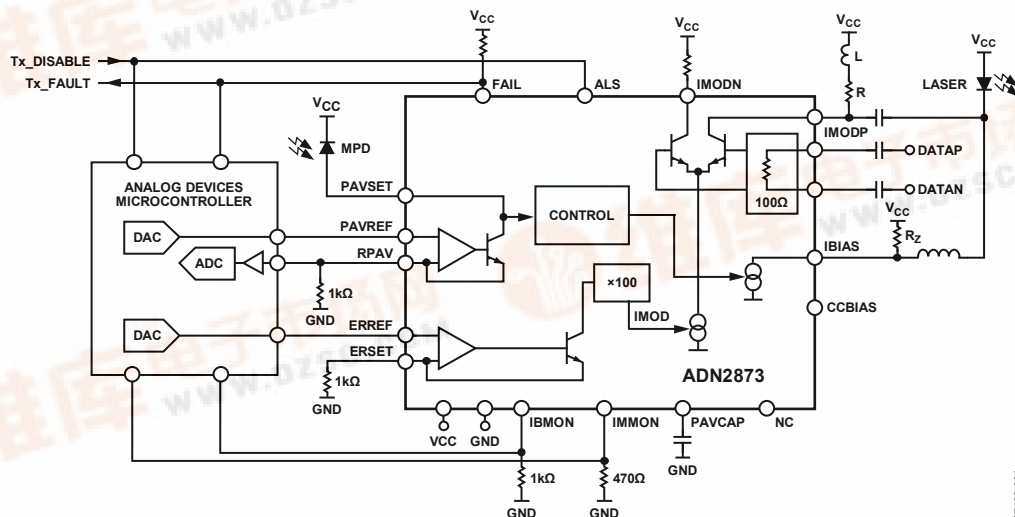 VCC
VCC
VCC
VCC
Tx_DISABLE
Tx_FAULT
FAIL
ALS
IMODN
L
R
LASER
IMODP
VCC
MPD
ANALOG DEVICES
MICROCONTROLLER
PAVSET
DATAP
DATAN
100Ω
CONTROL
DAC
PAVREF
ADC
RPAV
VCC
RZ
IBIAS
1kΩ
GND
×100
IMOD
CCBIAS
DAC
ERREF
ERSET
1kΩ
GND
ADN2873
VCC
GND
IBMON
IMMON
PAVCAP
NC
GND
1kΩ
470Ω
GND
GND